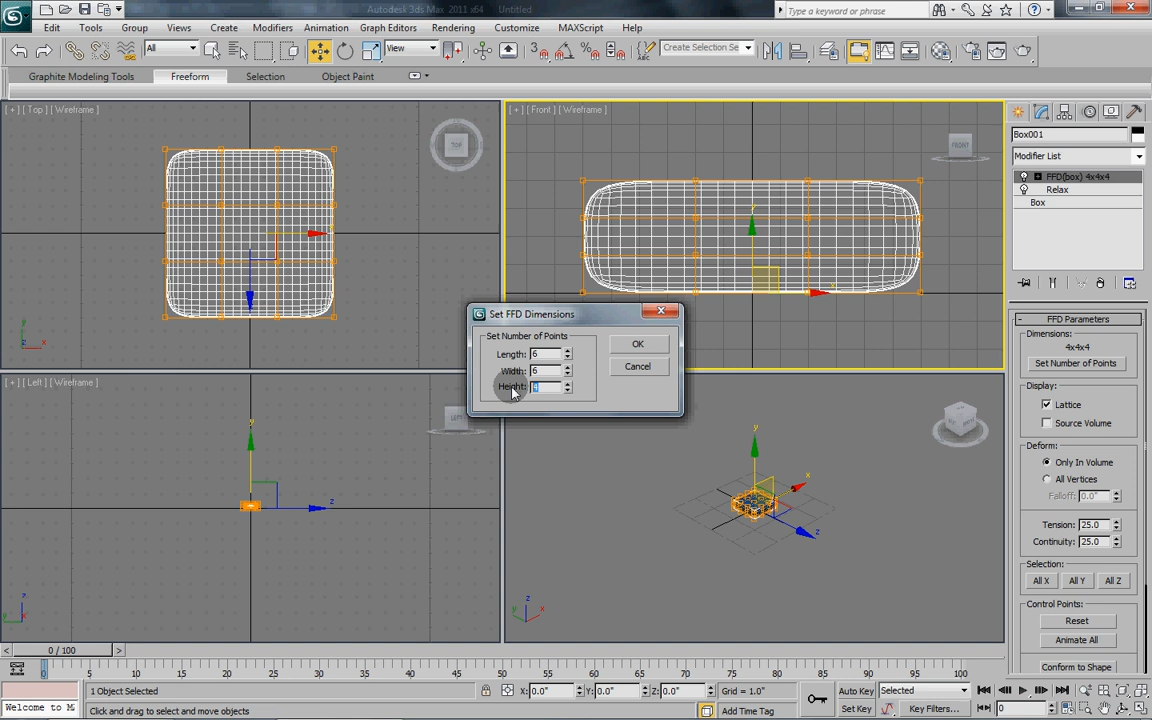 Autodesk 3ds Max 2011 x64 Untitled
Type a keyword or phrase
Edit Tools Group Views Create Modifiers Animation Graph Editors Rendering Customize MAXScript Help
All View Create Selection Se
Graphite Modeling Tools Freeform Selection Object Paint
[ + ] [ Top ] [ Wireframe ]
TOP
[ + ] [ Front ] [ Wireframe ]
FRONT
Box001
Modifier List
FFD(box) 4x4x4
Relax
Box
Set FFD Dimensions
Set Number of Points
Length: 6
Width: 6
Height: 4
OK
Cancel
[ + ] [ Left ] [ Wireframe ]
FFD Parameters
Dimensions:
4x4x4
Set Number of Points
Display:
Lattice
Source Volume
Deform:
Only In Volume
All Vertices
Falloff: 0.0"
Tension: 25.0
Continuity: 25.0
Selection:
All X All Y All Z
Control Points:
Reset
Animate All
Conform to Shape
< 0 / 100 >
0 5 10 15 20 25 30 35 40 45 50 55 60 65 70 75 80 85 90 95 100
1 Object Selected X: 0.0" Y: 0.0" Z: 0.0" Grid = 1.0" Auto Key Selected
Welcome to M Click and drag to select and move objects Add Time Tag Set Key Key Filters... 0